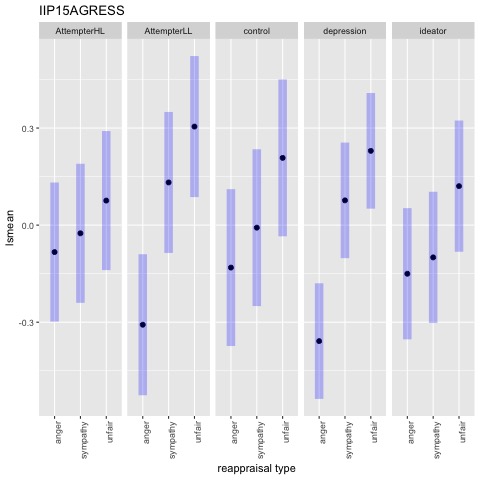 IIP15AGRESS
AttempterHL AttempterLL control depression ideator
lsmean
0.3
0.0
-0.3
anger sympathy unfair anger sympathy unfair anger sympathy unfair anger sympathy unfair anger sympathy unfair
reappraisal type